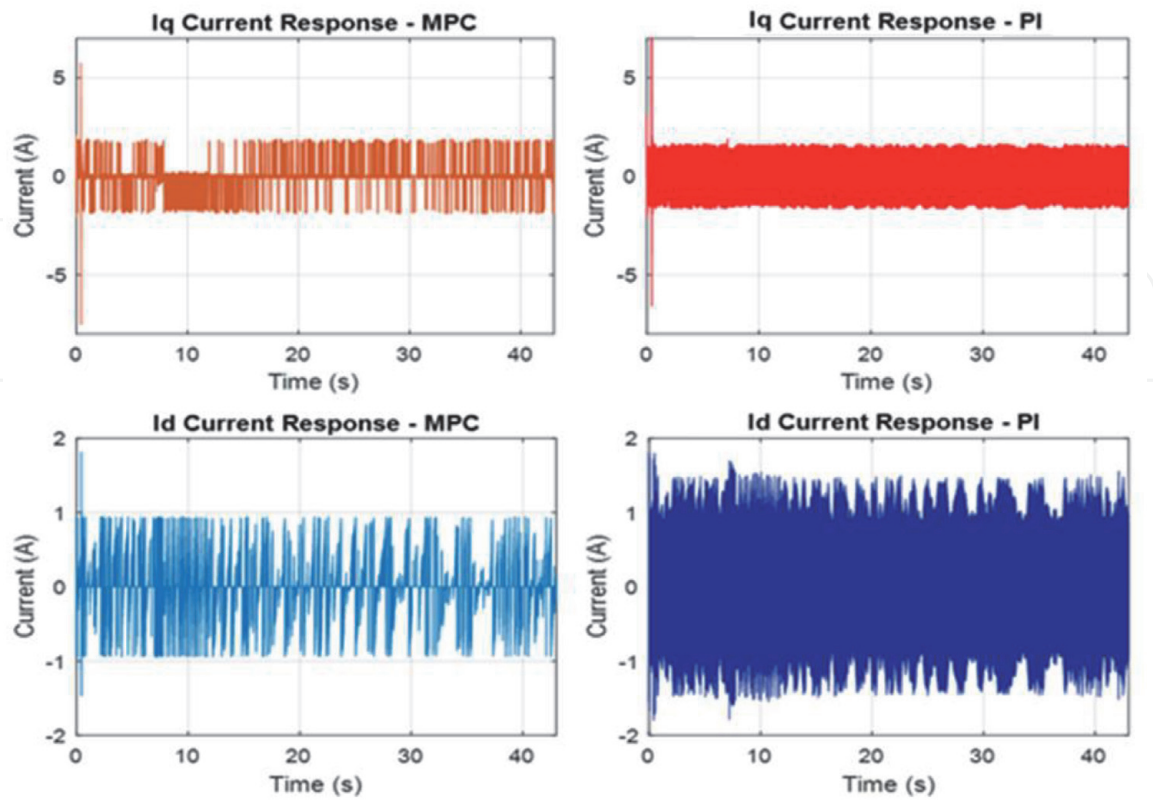 Iq Current Response - MPC
Current (A)
5
0
-5
0 10 20 30 40
Time (s)
Iq Current Response - PI
Current (A)
5
0
-5
0 10 20 30 40
Time (s)
Id Current Response - MPC
Current (A)
2
1
0
-1
-2
0 10 20 30 40
Time (s)
Id Current Response - PI
Current (A)
2
1
0
-1
-2
0 10 20 30 40
Time (s)